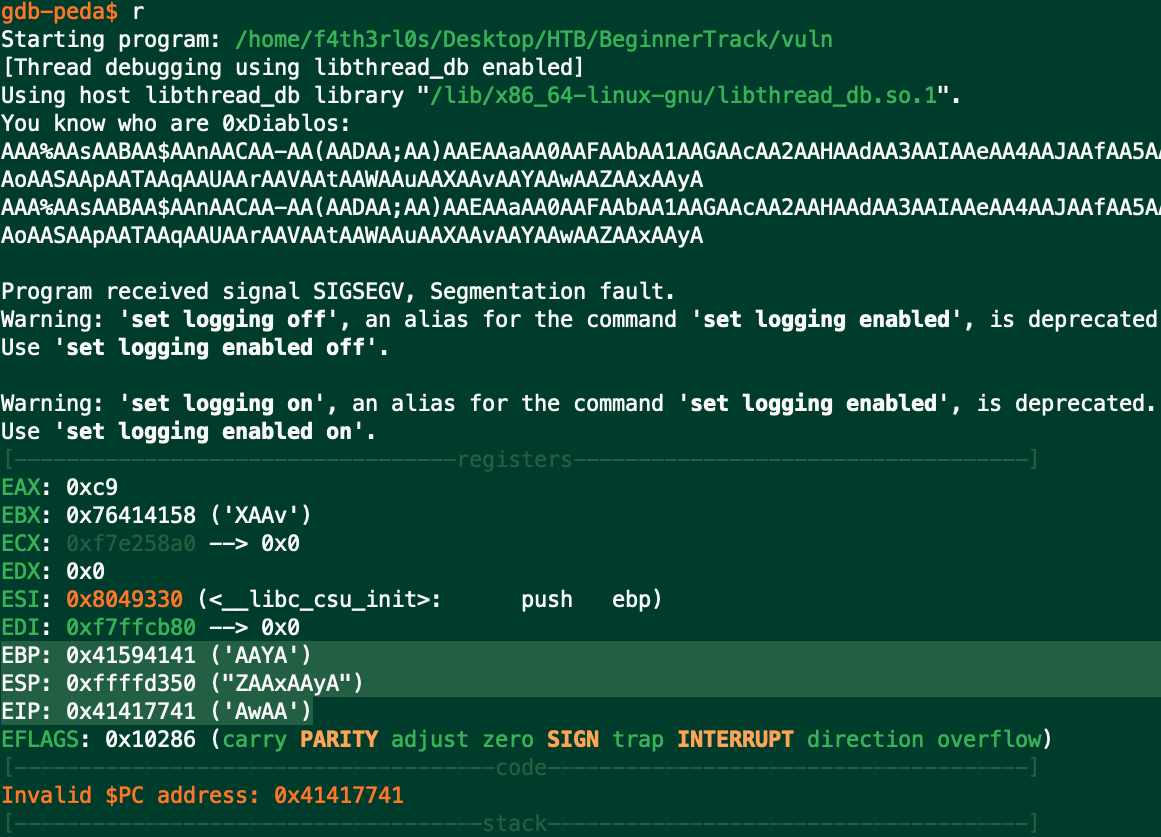 gdb-peda$ r
Starting program: /home/f4th3rl0s/Desktop/HTB/BeginnerTrack/vuln
[Thread debugging using libthread_db enabled]
Using host libthread_db library "/lib/x86_64-linux-gnu/libthread_db.so.1".
You know who are 0xDiablos:
AAA%AAsAABAA$AAnAACAA-AA(AADAA;AA)AAEAAaAA0AAFAAbAA1AAGAAcAA2AAHAAdAA3AAIAAeAA4AAJAAfAA5AA
AoAASAApAATAAqAAUAArAAVAAtAAWAAuAAXAAvAAYAAwAAZAAxAAyA
AAA%AAsAABAA$AAnAACAA-AA(AADAA;AA)AAEAAaAA0AAFAAbAA1AAGAAcAA2AAHAAdAA3AAIAAeAA4AAJAAfAA5AA
AoAASAApAATAAqAAUAArAAVAAtAAWAAuAAXAAvAAYAAwAAZAAxAAyA
Program received signal SIGSEGV, Segmentation fault.
Warning: 'set logging off', an alias for the command 'set logging enabled', is deprecated
Use 'set logging enabled off'.
Warning: 'set logging on', an alias for the command 'set logging enabled', is deprecated.
Use 'set logging enabled on'.
[----------------------------------registers-----------------------------------]
EAX: 0xc9
EBX: 0x76414158 ('XAAv')
ECX: 0xf7e258a0 --> 0x0
EDX: 0x0
ESI: 0x8049330 (<__libc_csu_init>: push ebp)
EDI: 0xf7ffcb80 --> 0x0
EBP: 0x41594141 ('AAYA')
ESP: 0xffffd350 ("ZAAxAAyA")
EIP: 0x41417741 ('AwAA')
EFLAGS: 0x10286 (carry PARITY adjust zero SIGN trap INTERRUPT direction overflow)
[-------------------------------------code-------------------------------------]
Invalid $PC address: 0x41417741
[------------------------------------stack-------------------------------------]